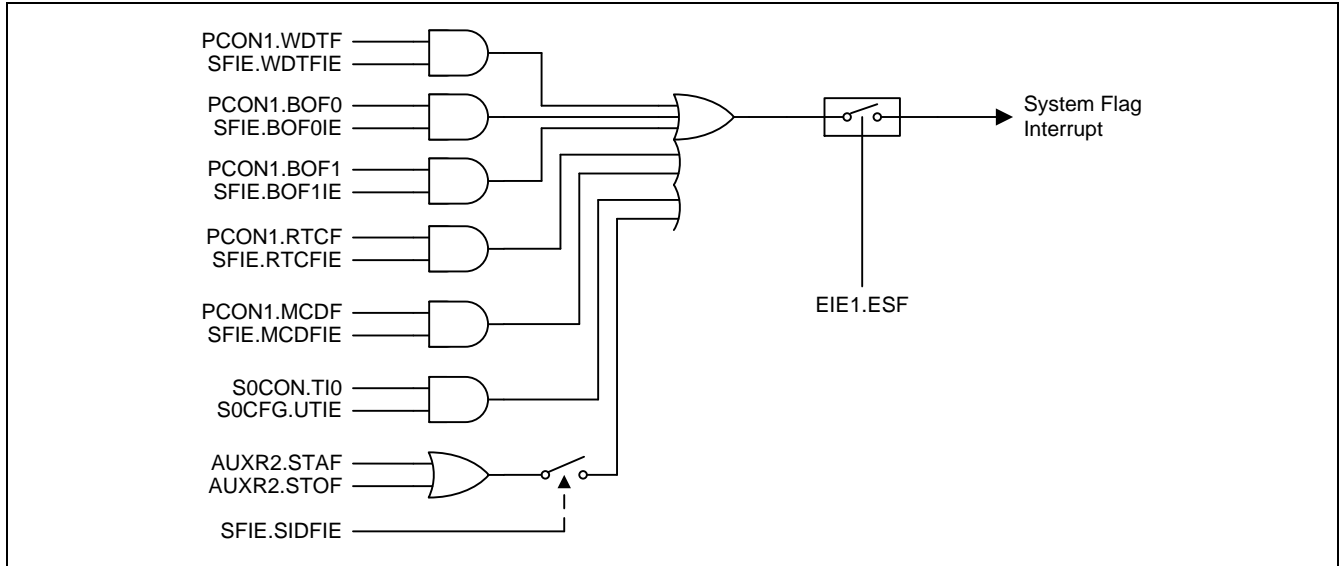 PCON1.WDTF
SFIE.WDTFIE
PCON1.BOF0
SFIE.BOF0IE
PCON1.BOF1
SFIE.BOF1IE
PCON1.RTCF
SFIE.RTCFIE
PCON1.MCDF
SFIE.MCDFIE
S0CON.TI0
S0CFG.UTIE
AUXR2.STAF
AUXR2.STOF
SFIE.SIDFIE
System Flag
Interrupt
EIE1.ESF